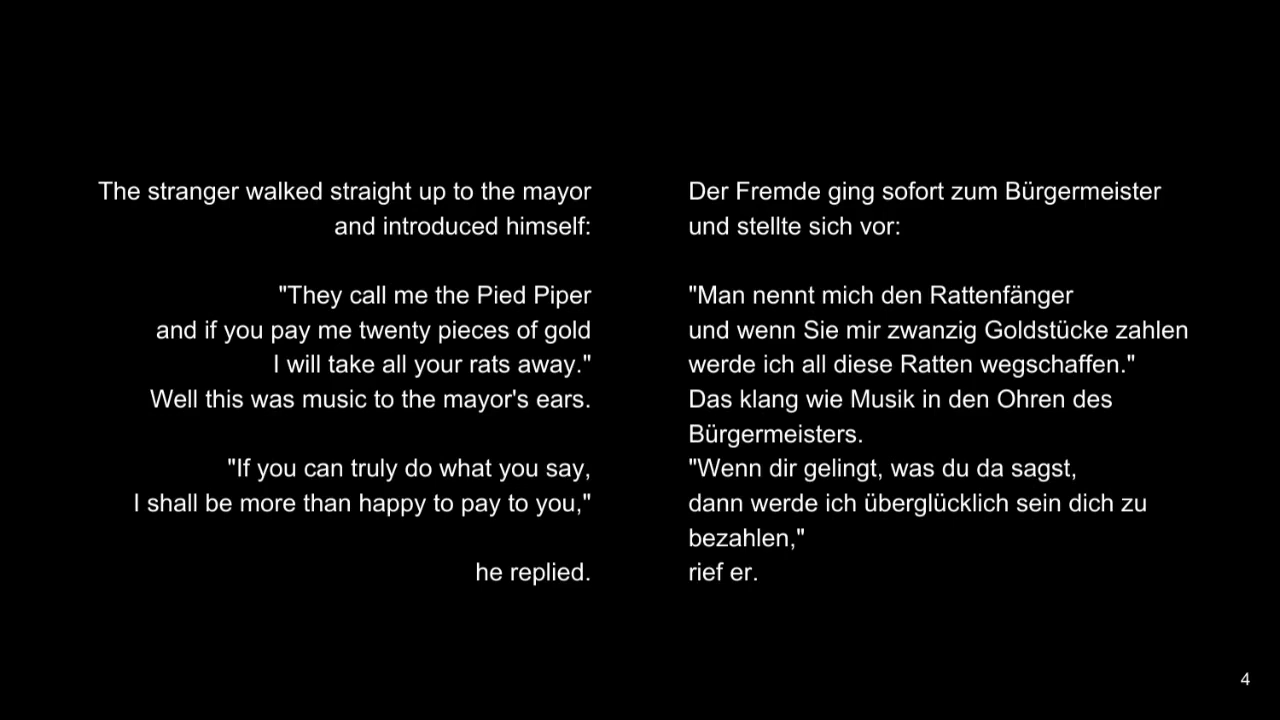 The stranger walked straight up to the mayor
and introduced himself:
"They call me the Pied Piper
and if you pay me twenty pieces of gold
I will take all your rats away."
Well this was music to the mayor's ears.
"If you can truly do what you say,
I shall be more than happy to pay to you,"
he replied.
Der Fremde ging sofort zum Bürgermeister
und stellte sich vor:
"Man nennt mich den Rattenfänger
und wenn Sie mir zwanzig Goldstücke zahlen
werde ich all diese Ratten wegschaffen."
Das klang wie Musik in den Ohren des
Bürgermeisters.
"Wenn dir gelingt, was du da sagst,
dann werde ich überglücklich sein dich zu
bezahlen,"
rief er.
4